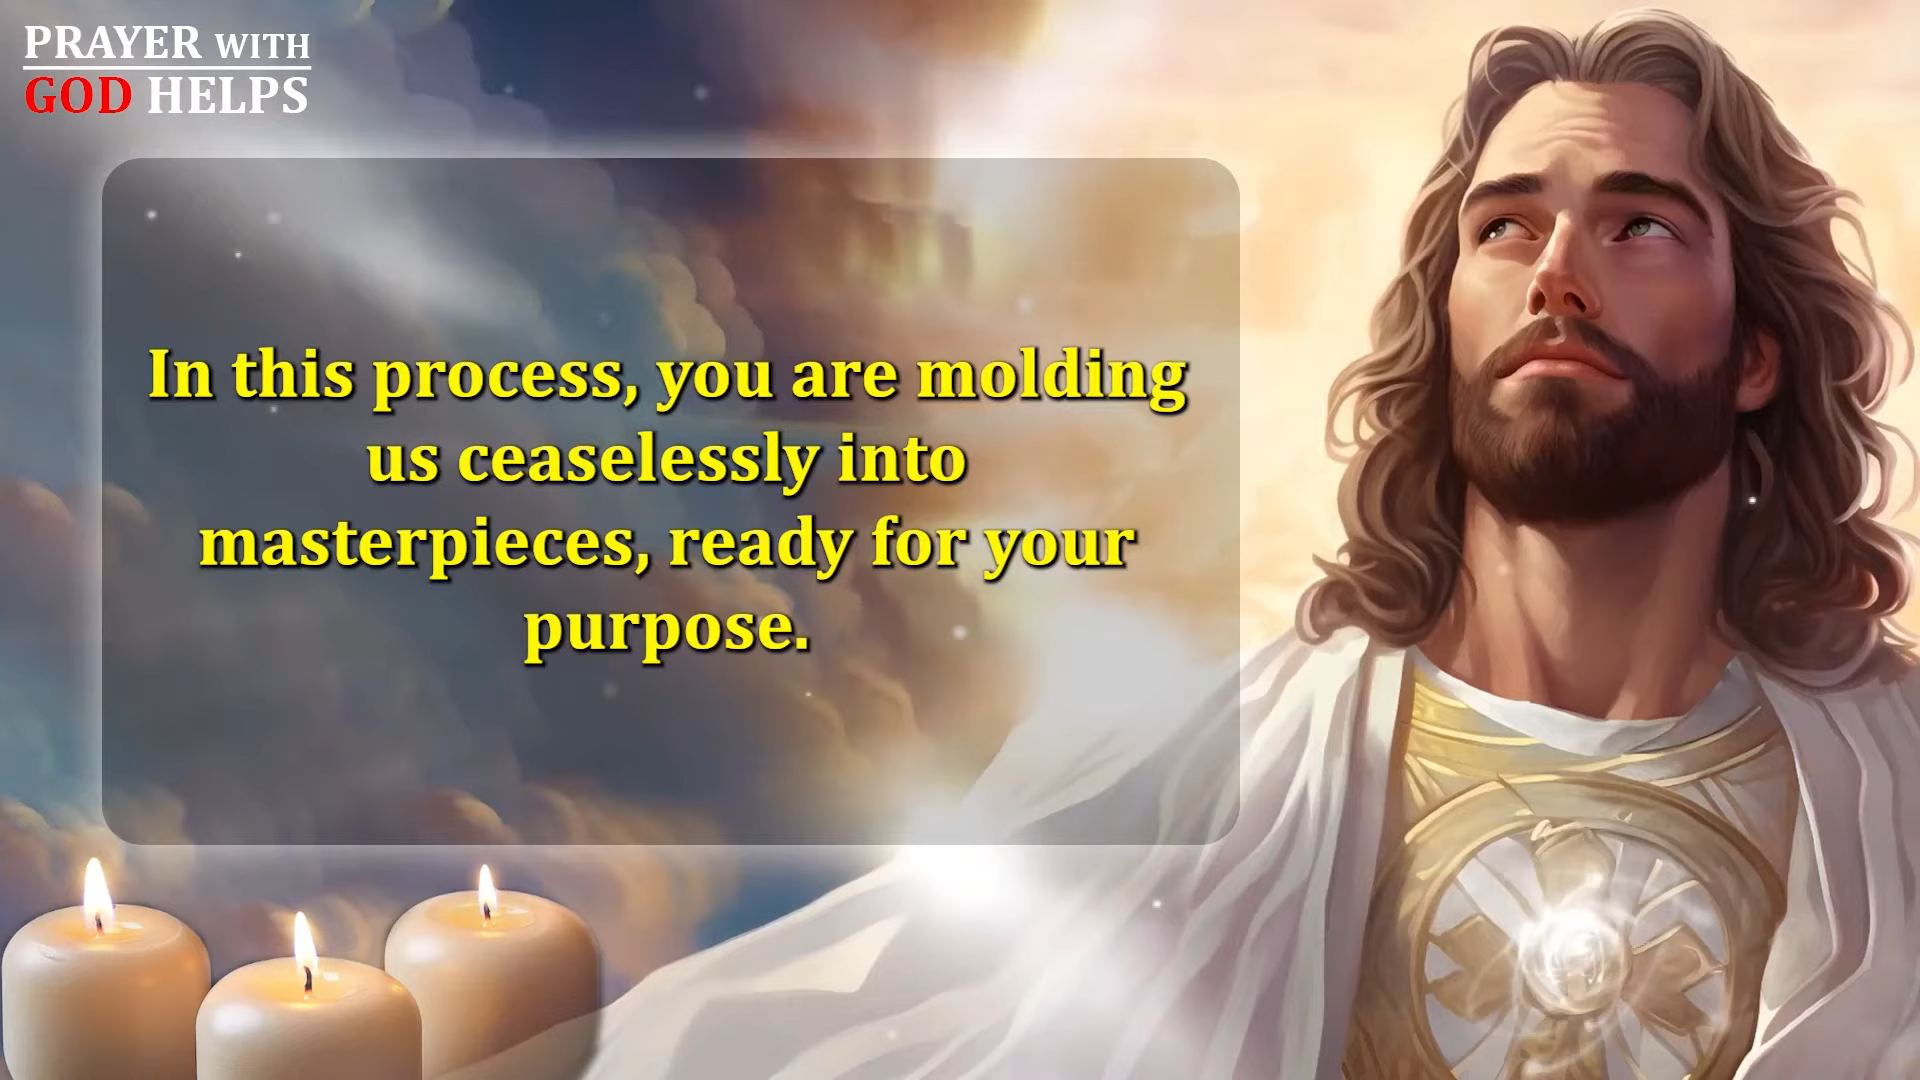 PRAYER WITH
GOD HELPS
In this process, you are molding
us ceaselessly into
masterpieces, ready for your
purpose.